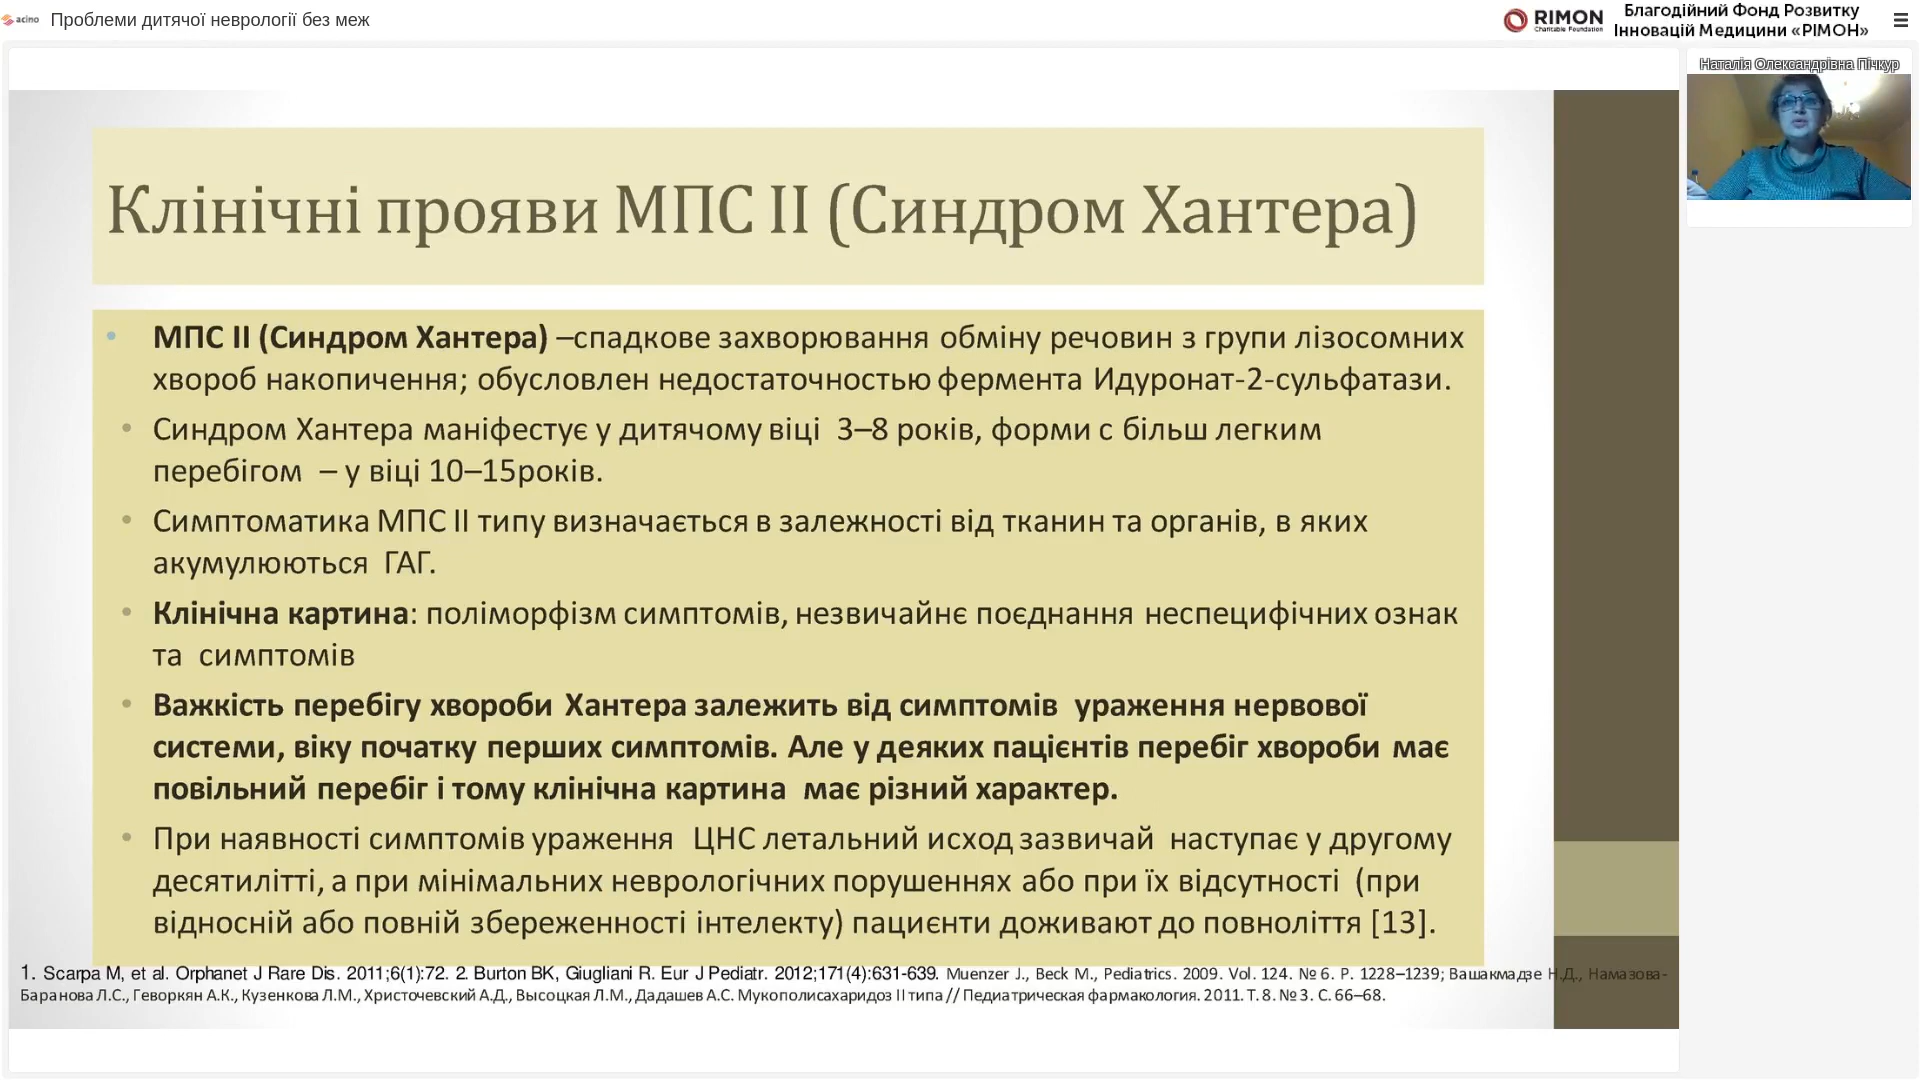 acino
Проблеми дитячої неврології без меж
RIMON
Charitable Foundation
Благодійний Фонд Розвитку
Інновацій Медицини «РІМОН»
Наталія Олександрівна Пічкур
Клінічні прояви МПС II (Синдром Хантера)
• МПС II (Синдром Хантера) –спадкове захворювання обміну речовин з групи лізосомних
хвороб накопичення; обусловлен недостаточностью фермента Идуронат-2-сульфатази.
• Синдром Хантера маніфестує у дитячому віці 3–8 років, форми с більш легким
перебігом – у віці 10–15років.
• Симптоматика МПС II типу визначається в залежності від тканин та органів, в яких
акумулюються ГАГ.
• Клінічна картина: поліморфізм симптомів, незвичайнє поєднання неспецифічних ознак
та симптомів
• Важкість перебігу хвороби Хантера залежить від симптомів ураження нервової
системи, віку початку перших симптомів. Але у деяких пацієнтів перебіг хвороби має
повільний перебіг і тому клінічна картина має різний характер.
• При наявності симптомів ураження ЦНС летальний исход зазвичай наступає у другому
десятилітті, а при мінімальних неврологічних порушеннях або при їх відсутності (при
відносній або повній збереженності інтелекту) пациєнти доживают до повноліття [13].
1. Scarpa M, et al. Orphanet J Rare Dis. 2011;6(1):72. 2. Burton BK, Giugliani R. Eur J Pediatr. 2012;171(4):631-639. Muenzer J., Beck M., Pediatrics. 2009. Vol. 124. № 6. P. 1228–1239; Вашакмадзе Н.Д., Намазова-
Баранова Л.С., Геворкян А.К., Кузенкова Л.М., Христочевский А.Д., Высоцкая Л.М., Дадашев А.С. Мукополисахаридоз II типа // Педиатрическая фармакология. 2011. Т. 8. № 3. С. 66–68.